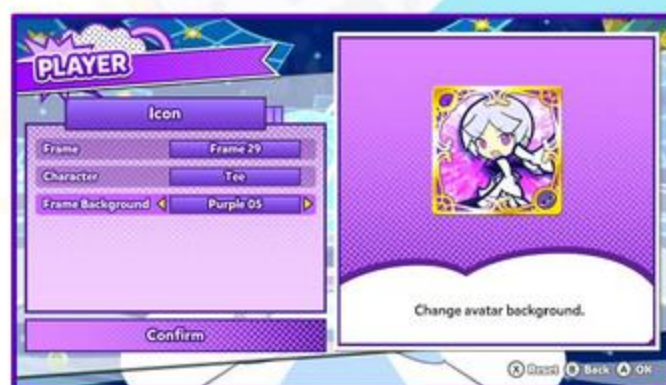 PLAYER
Icon
Frame Frame 29
Character Tee
Frame Background Purple 05
Confirm
Change avatar background.
X Reset B Back A OK